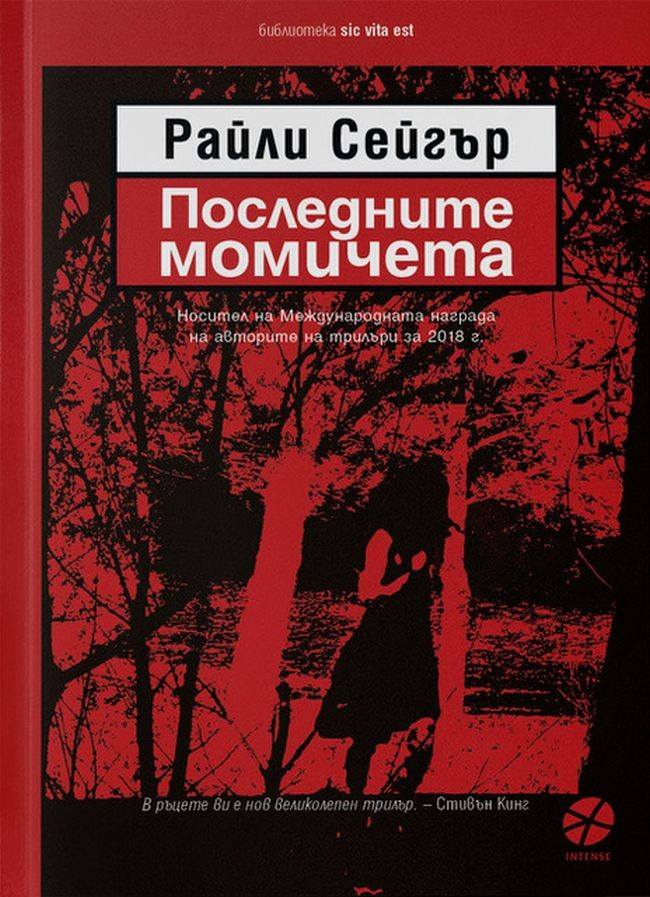 библиотека sic vita est
Райли Сейгър
Последните
момичета
Носител на Международната награда
на авторите на трилъри за 2018 г.
В ръцете ви е нов великолепен трилър. – Стивън Кинг
INTENSE